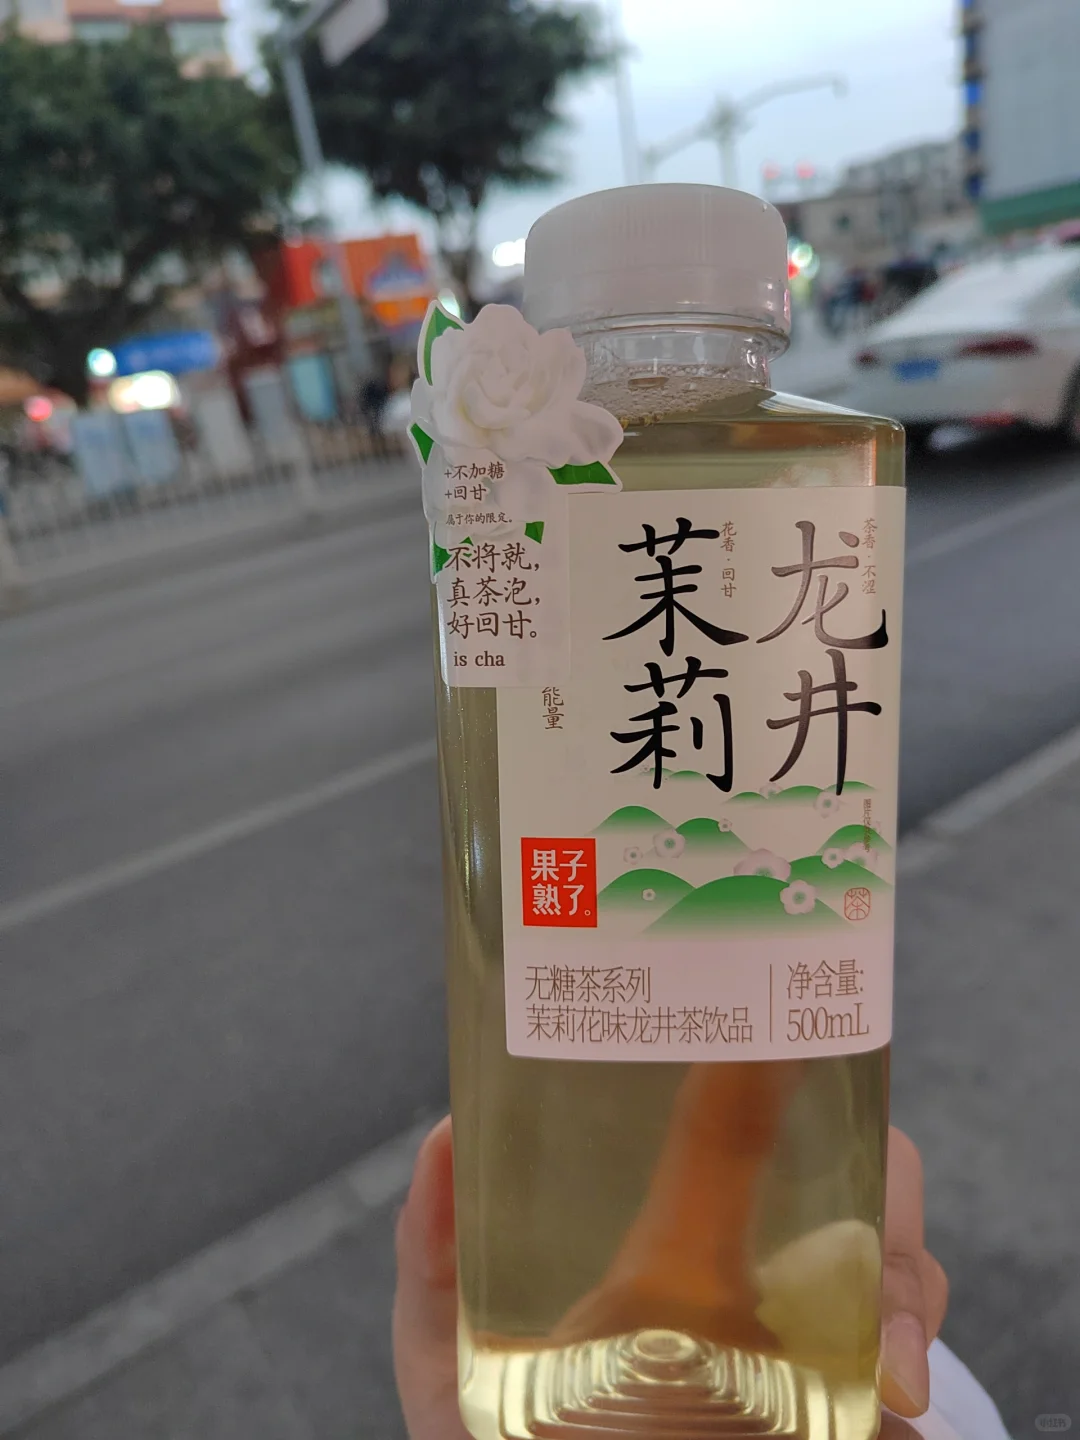 +不加糖
+回甘
属于你的限定。
不将就，
真茶泡，
好回甘。
is cha
能量
龙井
茶香·不涩
茉莉
花香·回甘
果子
熟了。
茶
无糖茶系列
茉莉花味龙井茶饮品
净含量:
500mL